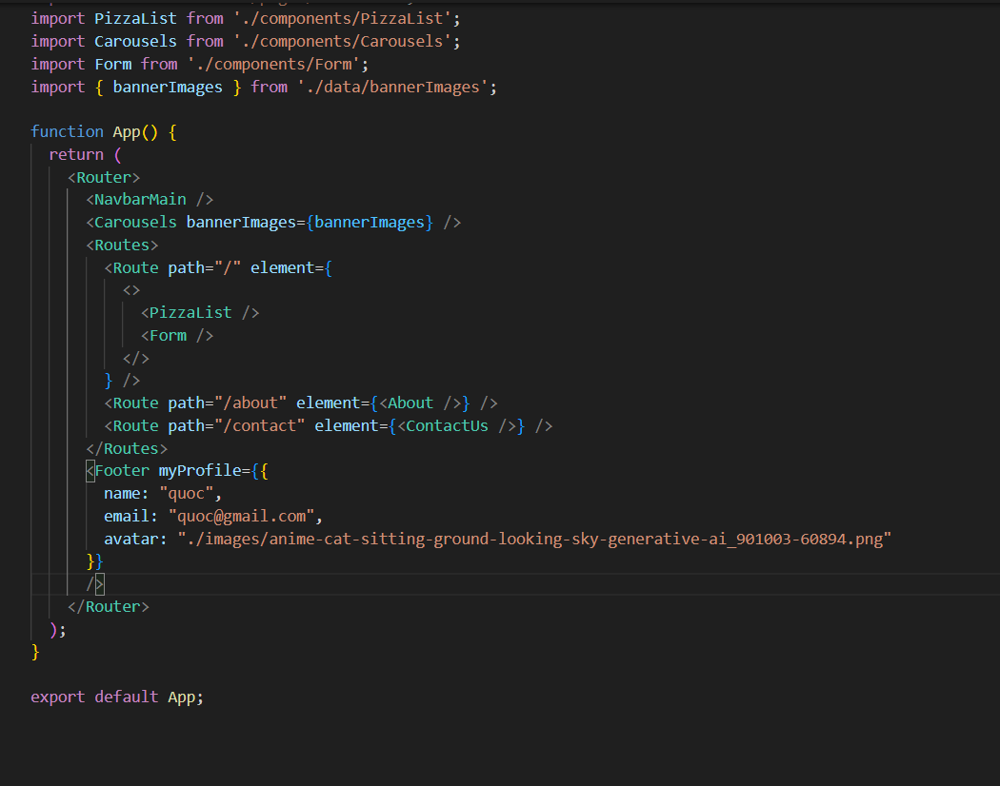 import PizzaList from './components/PizzaList';
import Carousels from './components/Carousels';
import Form from './components/Form';
import { bannerImages } from './data/bannerImages';

function App() {
  return (
    <Router>
      <NavbarMain />
      <Carousels bannerImages={bannerImages} />
      <Routes>
        <Route path="/" element={
          <>
            <PizzaList />
            <Form />
          </>
        } />
        <Route path="/about" element={<About />} />
        <Route path="/contact" element={<ContactUs />} />
      </Routes>
      <Footer myProfile={{
        name: "quoc",
        email: "quoc@gmail.com",
        avatar: "./images/anime-cat-sitting-ground-looking-sky-generative-ai_901003-60894.png"
      }}
      />
    </Router>
  );
}

export default App;